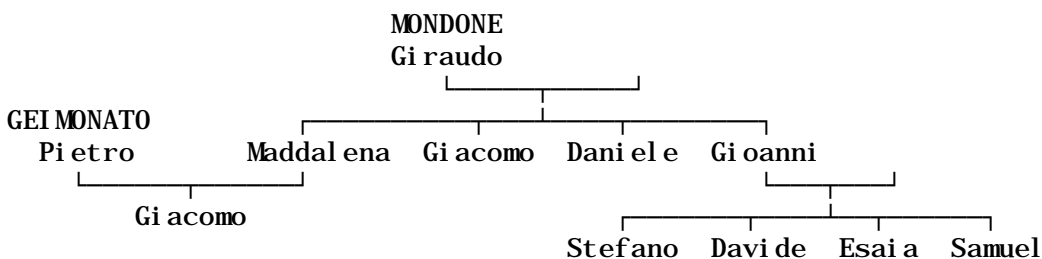 MONDONE
Giraudo
GEIMONATO
Pietro Maddalena Giacomo Daniele Gioanni
Giacomo
Stefano Davide Esaia Samuel